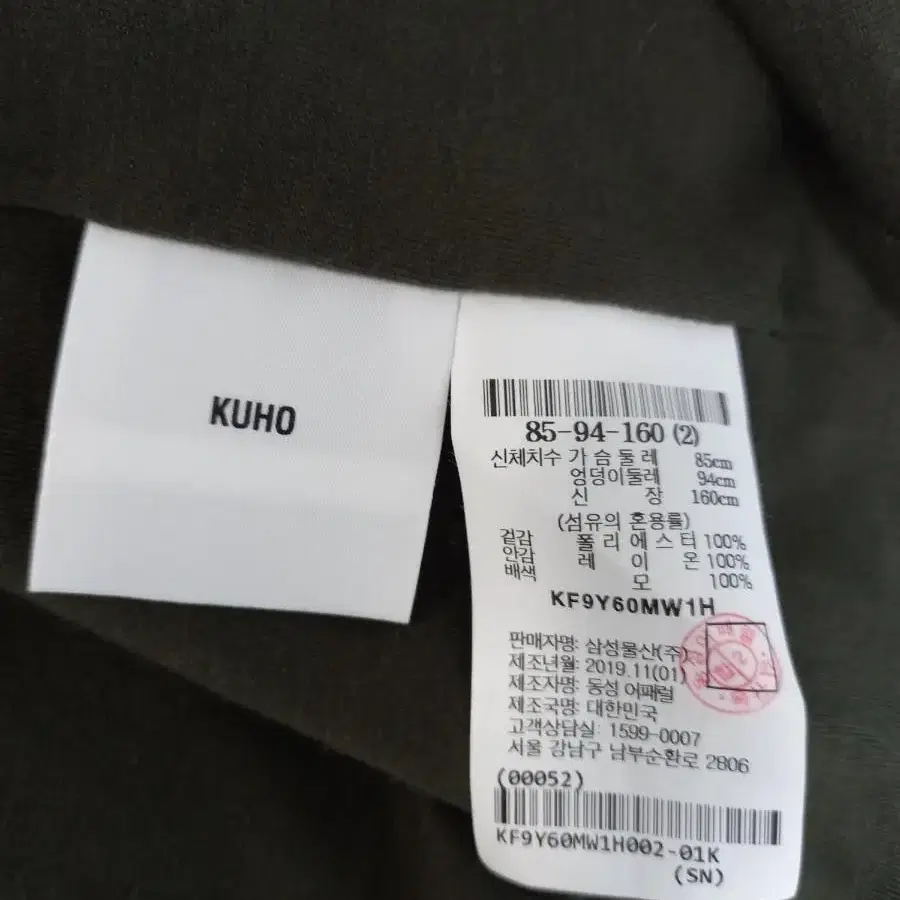 KUHO
85-94-160 (2)
신체치수 가 슴 둘 레 85cm
엉덩이둘레 94cm
신 장 160cm
(섬유의 혼용률)
겉감 폴 리 에 스 터 100%
안감 레 이 온 100%
배색 모 100%
KF9Y60MW1H
판매자명: 삼성물산(주)
제조년월: 2019.11(01)
제조자명: 동성 어패럴
제조국명: 대한민국
고객상담실: 1599-0007
서울 강남구 남부순환로 2806
(00052)
KF9Y60MW1H002-01K
(SN)